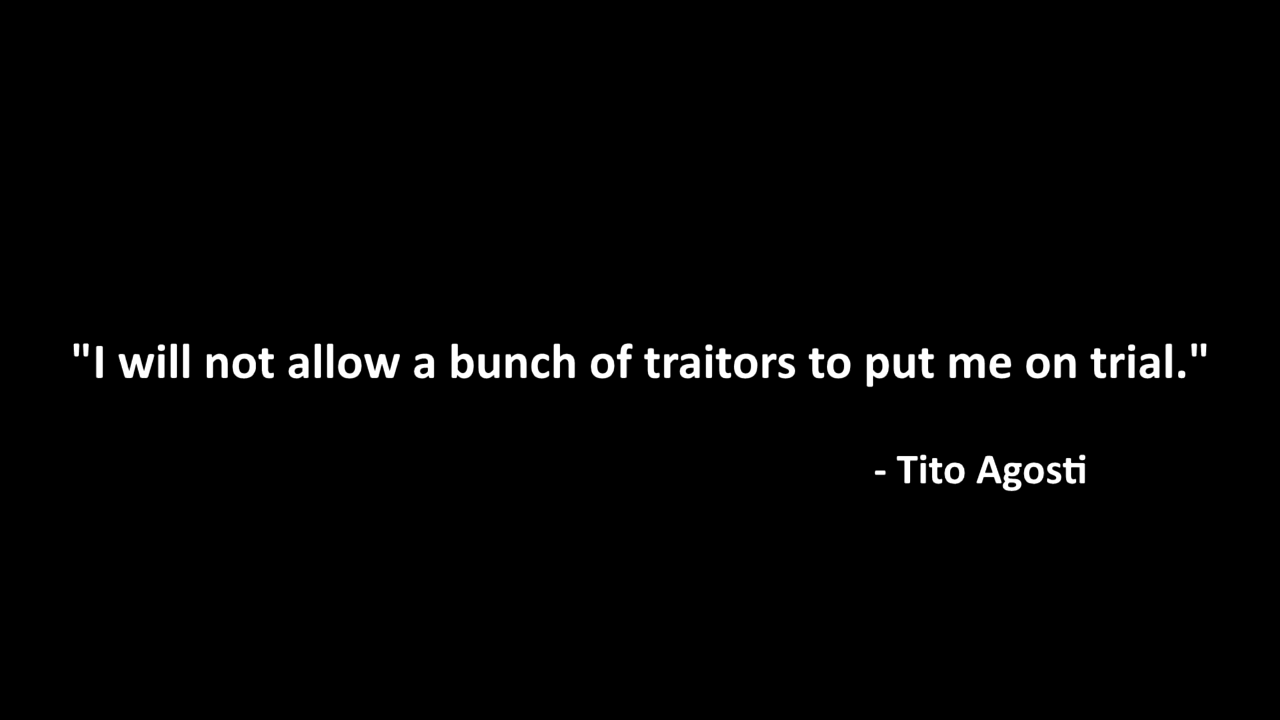 "I will not allow a bunch of traitors to put me on trial."
- Tito Agosti